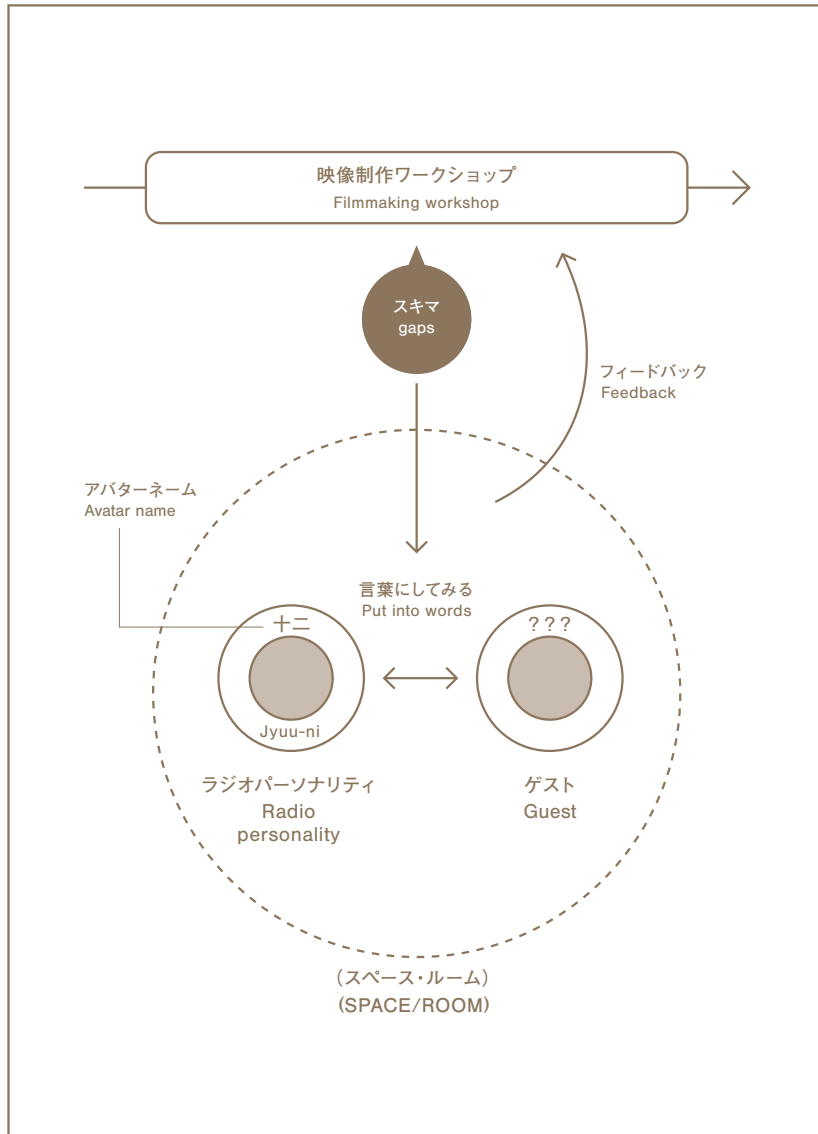 映像制作ワークショップ
Filmmaking workshop
スキマ
gaps
フィードバック
Feedback
アバターネーム
Avatar name
言葉にしてみる
Put into words
十二
Jyuu-ni
???
ラジオパーソナリティ
Radio
personality
ゲスト
Guest
（スペース・ルーム）
(SPACE/ROOM)